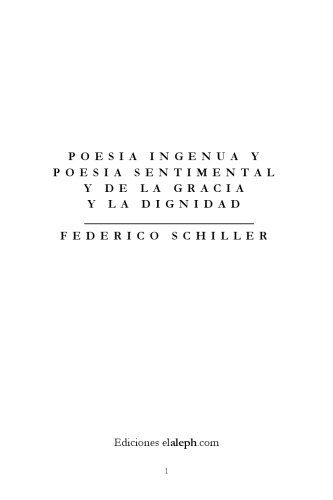 POESIA INGENUA Y
POESIA SENTIMENTAL
Y DE LA GRACIA
Y LA DIGNIDAD
FEDERICO SCHILLER
Ediciones elaleph.com
1